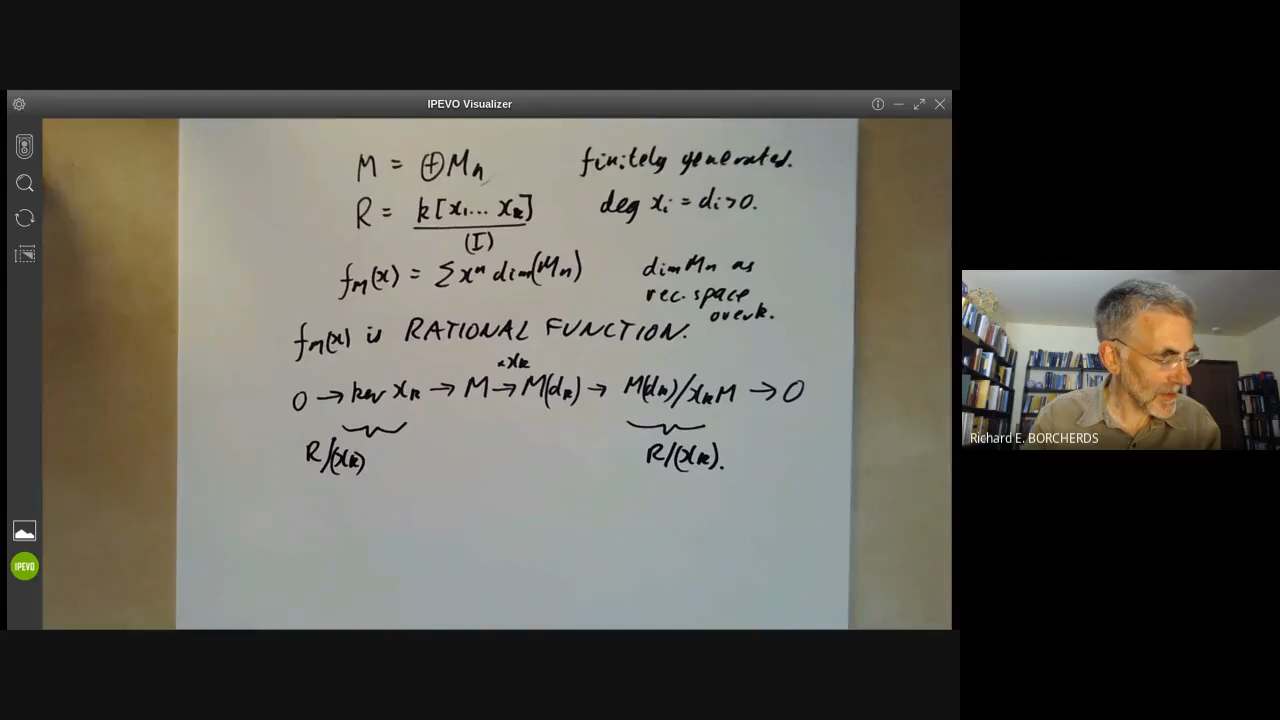 IPEVO Visualizer
M = ⊕Mn finitely generated.
R = k[x1... xk] / (I) deg xi = di > 0.
fM(x) = Σ xⁿ dim(Mn) dim Mn as
vec. space
over k.
fM(x) is RATIONAL FUNCTION.
×xk
0 → ker xk → M → M(dk) → M(dk)/xkM → 0
R/(xk) R/(xk).
Richard E. BORCHERDS
IPEVO